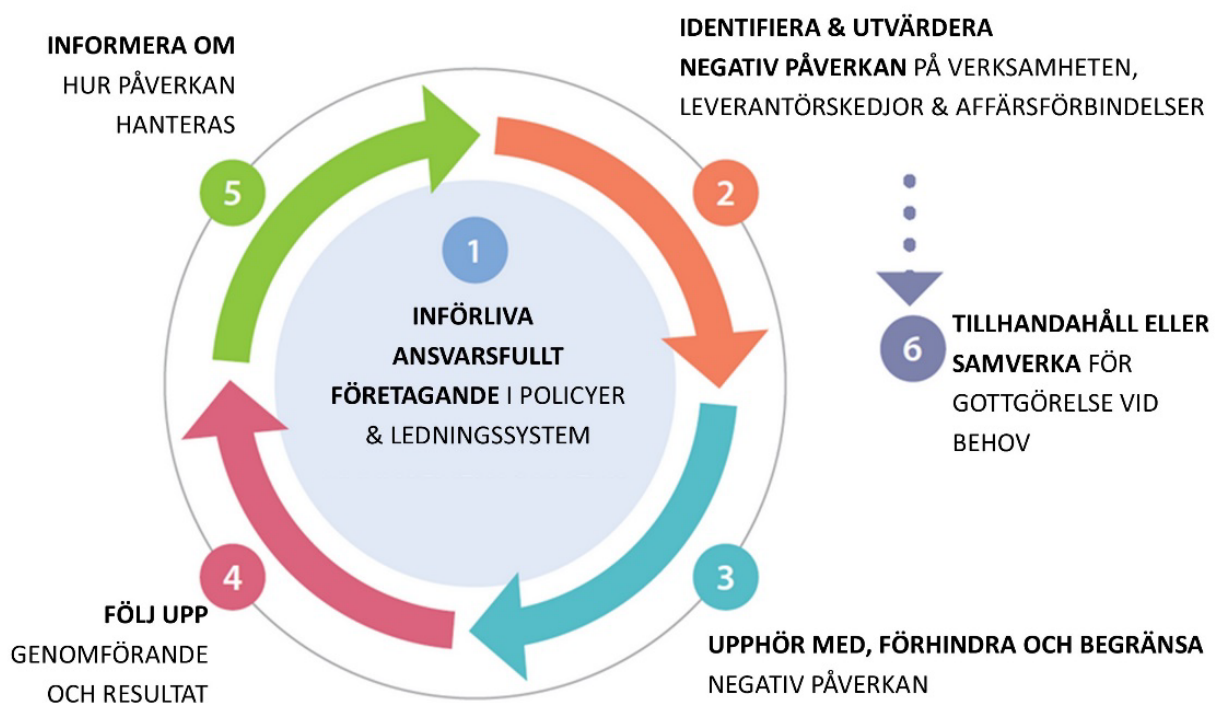 1
INFÖRLIVA
ANSVARSFULLT
FÖRETAGANDE I POLICYER
& LEDNINGSSYSTEM
IDENTIFIERA & UTVÄRDERA
NEGATIV PÅVERKAN PÅ VERKSAMHETEN,
LEVERANTÖRSKEDJOR & AFFÄRSFÖRBINDELSER
2
3
UPPHÖR MED, FÖRHINDRA OCH BEGRÄNSA
NEGATIV PÅVERKAN
4
FÖLJ UPP
GENOMFÖRANDE
OCH RESULTAT
INFORMERA OM
HUR PÅVERKAN
HANTERAS
5
6
TILLHANDAHÅLL ELLER
SAMVERKA FÖR
GOTTGÖRELSE VID
BEHOV